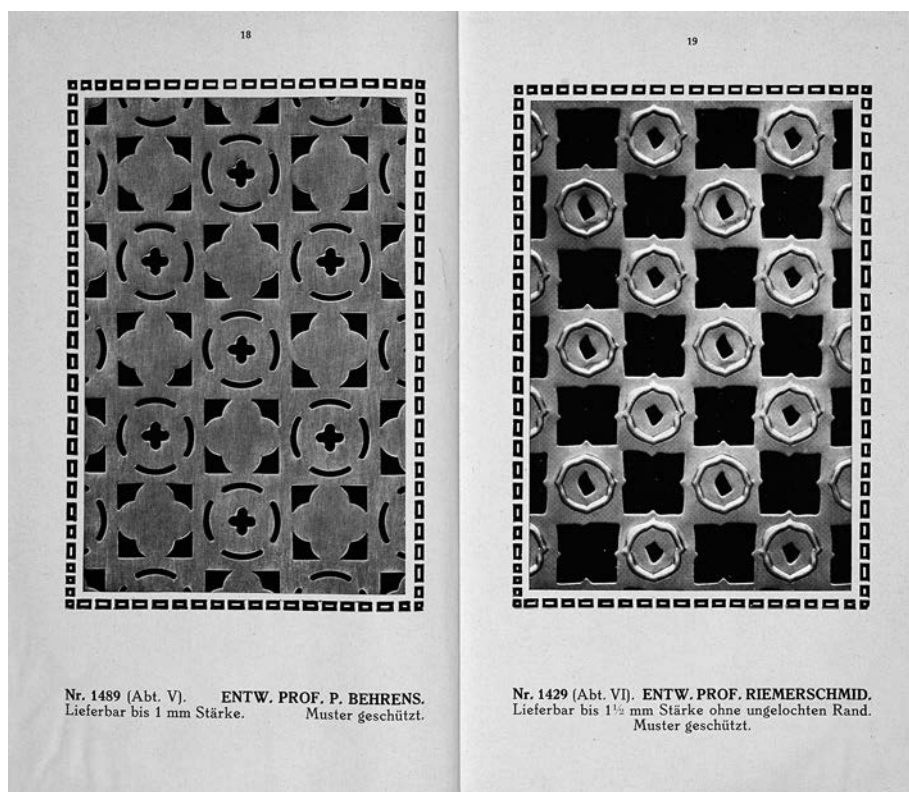 18
Nr. 1489 (Abt. V). ENTW. PROF. P. BEHRENS.
Lieferbar bis 1 mm Stärke. Muster geschützt.
19
Nr. 1429 (Abt. VI). ENTW. PROF. RIEMERSCHMID.
Lieferbar bis 1½ mm Stärke ohne ungelochten Rand.
Muster geschützt.